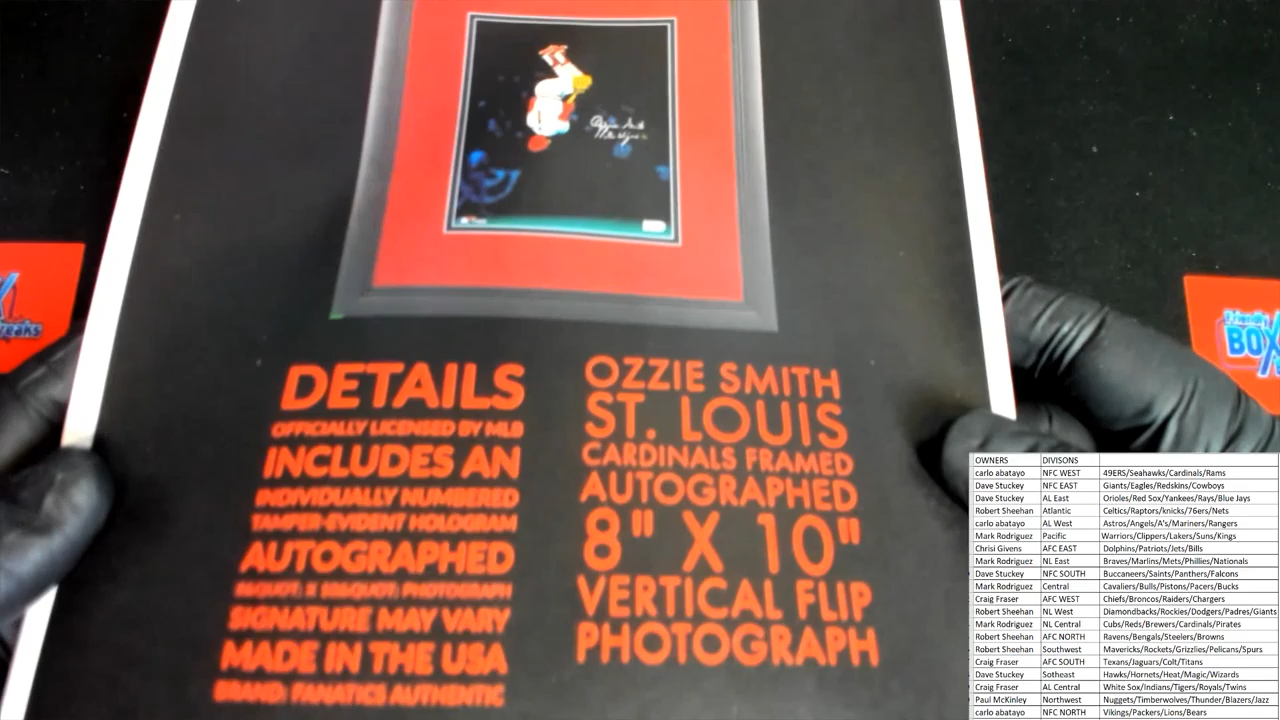 DETAILS
OFFICIALLY LICENSED BY MLB
INCLUDES AN
INDIVIDUALLY NUMBERED
TAMPER-EVIDENT HOLOGRAM
AUTOGRAPHED
SIGNATURE MAY VARY
MADE IN THE USA
BRAND: FANATICS AUTHENTIC
OZZIE SMITH
ST. LOUIS
CARDINALS FRAMED
AUTOGRAPHED
8" X 10"
VERTICAL FLIP
PHOTOGRAPH
Ozzie Smith
X
reaks
Friendly
BOX
OWNERS DIVISONS
carlo abatayo NFC WEST 49ERS/Seahawks/Cardinals/Rams
Dave Stuckey NFC EAST Giants/Eagles/Redskins/Cowboys
Dave Stuckey AL East Orioles/Red Sox/Yankees/Rays/Blue Jays
Robert Sheehan Atlantic Celtics/Raptors/knicks/76ers/Nets
carlo abatayo AL West Astros/Angels/A's/Mariners/Rangers
Mark Rodriguez Pacific Warriors/Clippers/Lakers/Suns/Kings
Chrisi Givens AFC EAST Dolphins/Patriots/Jets/Bills
Mark Rodriguez NL East Braves/Marlins/Mets/Phillies/Nationals
Dave Stuckey NFC SOUTH Buccaneers/Saints/Panthers/Falcons
Mark Rodriguez Central Cavaliers/Bulls/Pistons/Pacers/Bucks
Craig Fraser AFC WEST Chiefs/Broncos/Raiders/Chargers
Robert Sheehan NL West Diamondbacks/Rockies/Dodgers/Padres/Giants
Mark Rodriguez NL Central Cubs/Reds/Brewers/Cardinals/Pirates
Robert Sheehan AFC NORTH Ravens/Bengals/Steelers/Browns
Robert Sheehan Southwest Mavericks/Rockets/Grizzlies/Pelicans/Spurs
Craig Fraser AFC SOUTH Texans/Jaguars/Colt/Titans
Dave Stuckey Sotheast Hawks/Hornets/Heat/Magic/Wizards
Craig Fraser AL Central White Sox/Indians/Tigers/Royals/Twins
Paul McKinley Northwest Nuggets/Timberwolves/Thunder/Blazers/Jazz
carlo abatayo NFC NORTH Vikings/Packers/Lions/Bears